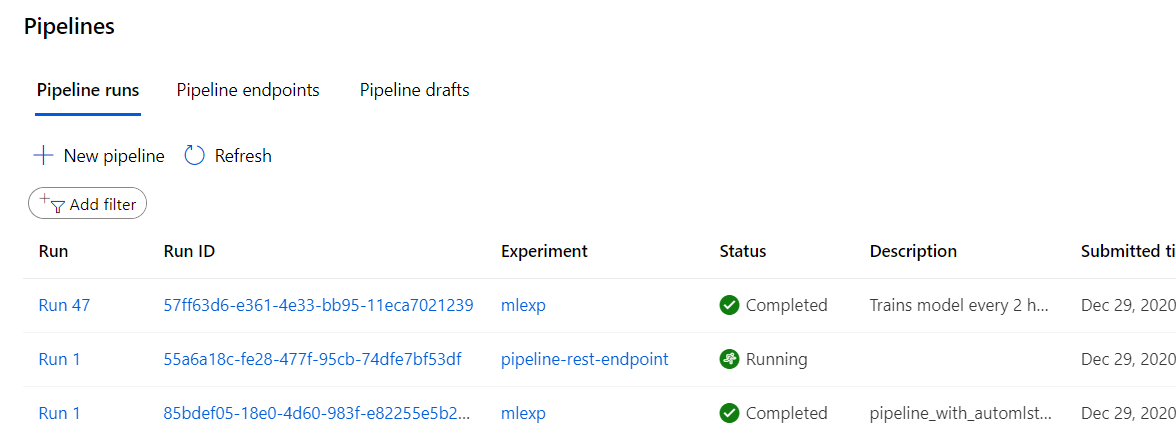 Pipelines
Pipeline runs Pipeline endpoints Pipeline drafts
New pipeline Refresh
Add filter
Run Run ID Experiment Status Description Submitted ti
Run 47 57ff63d6-e361-4e33-bb95-11eca7021239 mlexp Completed Trains model every 2 h... Dec 29, 2020
Run 1 55a6a18c-fe28-477f-95cb-74dfe7bf53df pipeline-rest-endpoint Running Dec 29, 2020
Run 1 85bdef05-18e0-4d60-983f-e82255e5b2... mlexp Completed pipeline_with_automlst... Dec 29, 2020